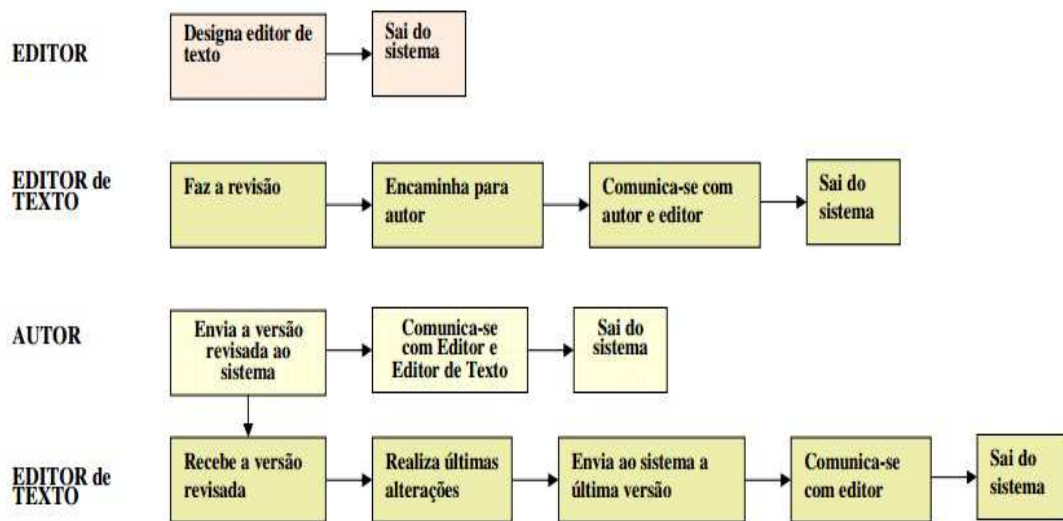 EDITOR
Designa editor de
texto
Sai do
sistema
EDITOR de
TEXTO
Faz a revisão
Encaminha para
autor
Comunica-se com
autor e editor
Sai do
sistema
AUTOR
Envia a versão
revisada ao
sistema
Comunica-se
com Editor e
Editor de Texto
Sai do
sistema
EDITOR de
TEXTO
Recebe a versão
revisada
Realiza últimas
alterações
Envia ao sistema a
última versão
Comunica-se
com editor
Sai do
sistema